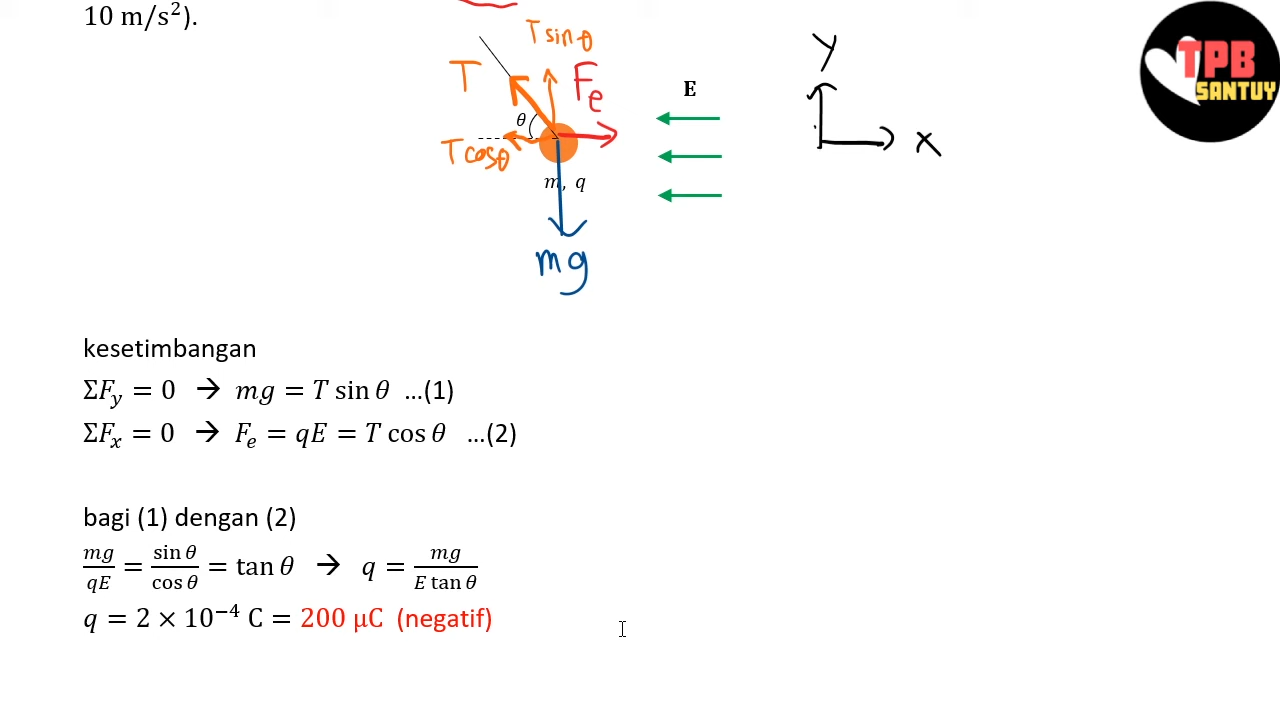 10 m/s²).
T sin θ
T
F_e
θ
T cos θ
m, q
mg
E
Y
X
TPB
SANTUY
kesetimbangan
ΣF_y = 0 → mg = T sin θ ...(1)
ΣF_x = 0 → F_e = qE = T cos θ ...(2)
bagi (1) dengan (2)
mg/qE = sin θ/cos θ = tan θ → q = mg/E tan θ
q = 2 × 10⁻⁴ C = 200 μC (negatif)